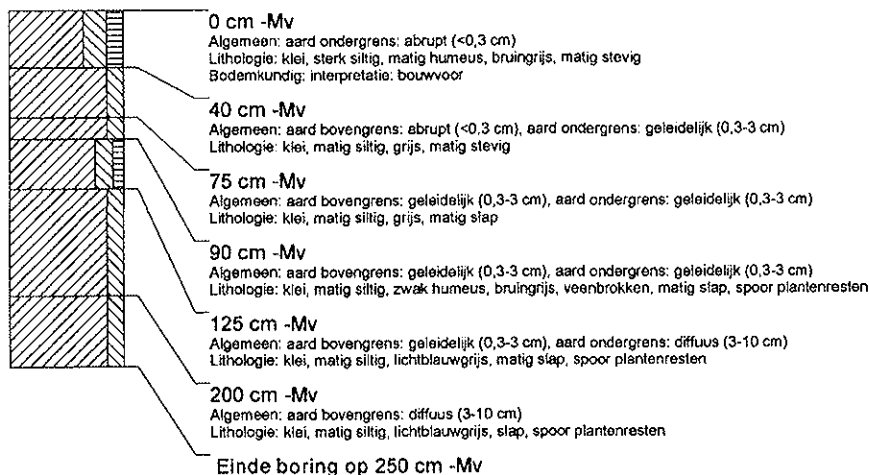 0 cm -Mv
Algemeen: aard ondergrens: abrupt (<0,3 cm)
Lithologie: klei, sterk siltig, matig humeus, bruingrijs, matig stevig
Bodemkundig: interpretatie: bouwvoor
40 cm -Mv
Algemeen: aard bovengrens: abrupt (<0,3 cm), aard ondergrens: geleidelijk (0,3-3 cm)
Lithologie: klei, matig siltig, grijs, matig stevig
75 cm -Mv
Algemeen: aard bovengrens: geleidelijk (0,3-3 cm), aard ondergrens: geleidelijk (0,3-3 cm)
Lithologie: klei, matig siltig, grijs, matig slap
90 cm -Mv
Algemeen: aard bovengrens: geleidelijk (0,3-3 cm), aard ondergrens: geleidelijk (0,3-3 cm)
Lithologie: klei, matig siltig, zwak humeus, bruingrijs, veenbrokken, matig slap, spoor plantenresten
125 cm -Mv
Algemeen: aard bovengrens: geleidelijk (0,3-3 cm), aard ondergrens: diffuus (3-10 cm)
Lithologie: klei, matig siltig, lichtblauwgrijs, matig slap, spoor plantenresten
200 cm -Mv
Algemeen: aard bovengrens: diffuus (3-10 cm)
Lithologie: klei, matig siltig, lichtblauwgrijs, slap, spoor plantenresten
Einde boring op 250 cm -Mv